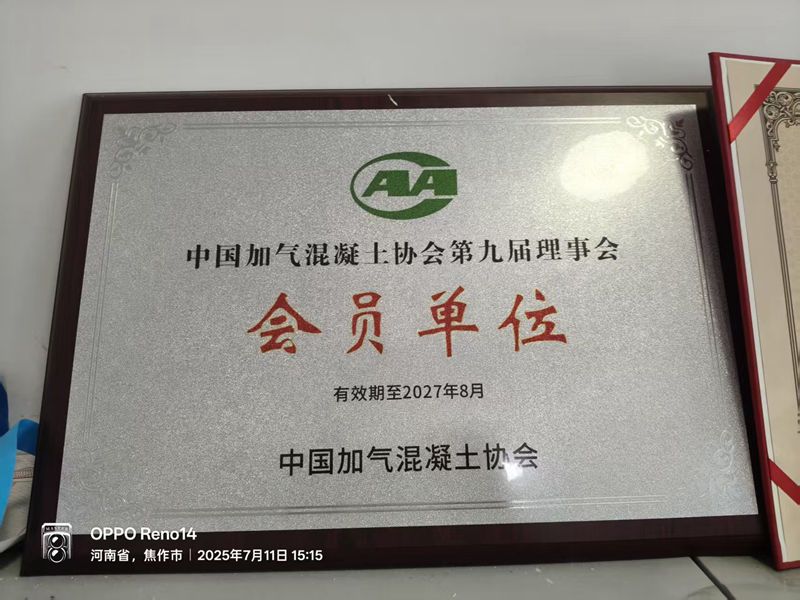 AA
中国加气混凝土协会第九届理事会
会员单位
有效期至2027年8月
中国加气混凝土协会
OPPO Reno14
河南省，焦作市｜2025年7月11日 15:15